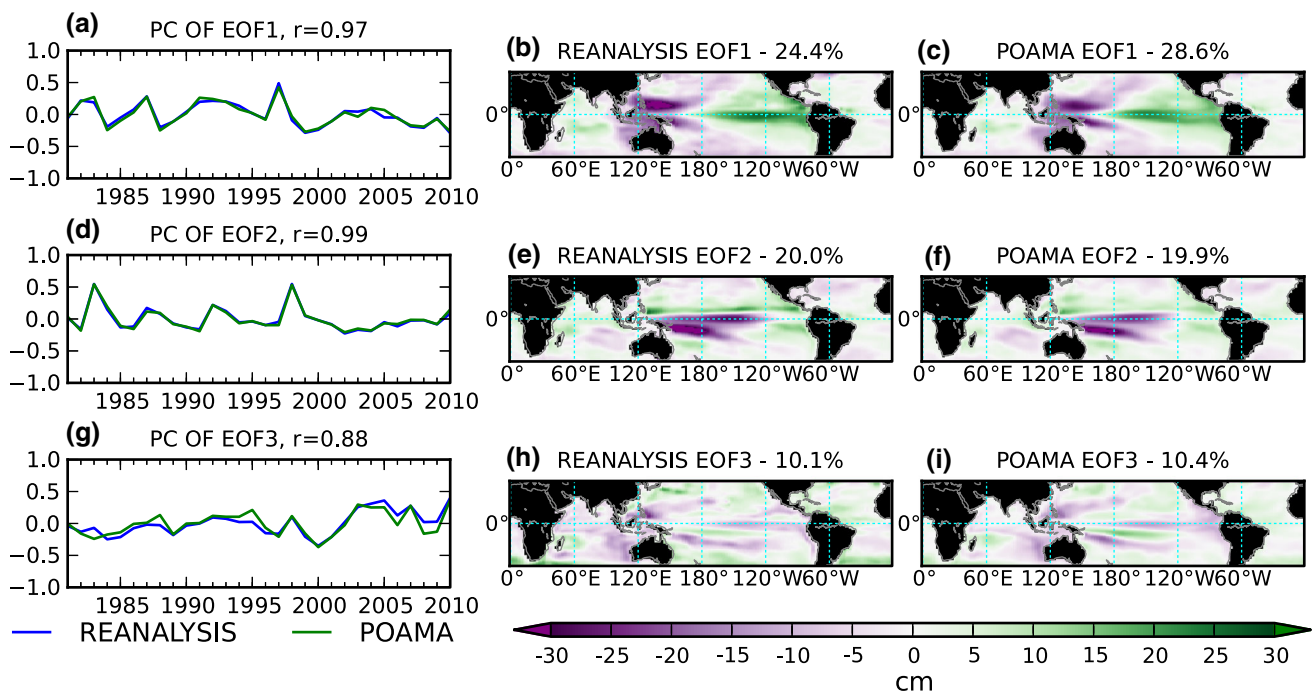 (a)
PC OF EOF1, r=0.97
1.0
0.5
0.0
−0.5
−1.0
1985 1990 1995 2000 2005 2010
(b)
REANALYSIS EOF1 - 24.4%
0°
0° 60°E 120°E 180° 120°W 60°W
(c)
POAMA EOF1 - 28.6%
0°
0° 60°E 120°E 180° 120°W 60°W
(d)
PC OF EOF2, r=0.99
1.0
0.5
0.0
−0.5
−1.0
1985 1990 1995 2000 2005 2010
(e)
REANALYSIS EOF2 - 20.0%
0°
0° 60°E 120°E 180° 120°W 60°W
(f)
POAMA EOF2 - 19.9%
0°
0° 60°E 120°E 180° 120°W 60°W
(g)
PC OF EOF3, r=0.88
1.0
0.5
0.0
−0.5
−1.0
1985 1990 1995 2000 2005 2010
(h)
REANALYSIS EOF3 - 10.1%
0°
0° 60°E 120°E 180° 120°W 60°W
(i)
POAMA EOF3 - 10.4%
0°
0° 60°E 120°E 180° 120°W 60°W
REANALYSIS POAMA
-30 -25 -20 -15 -10 -5 0 5 10 15 20 25 30
cm